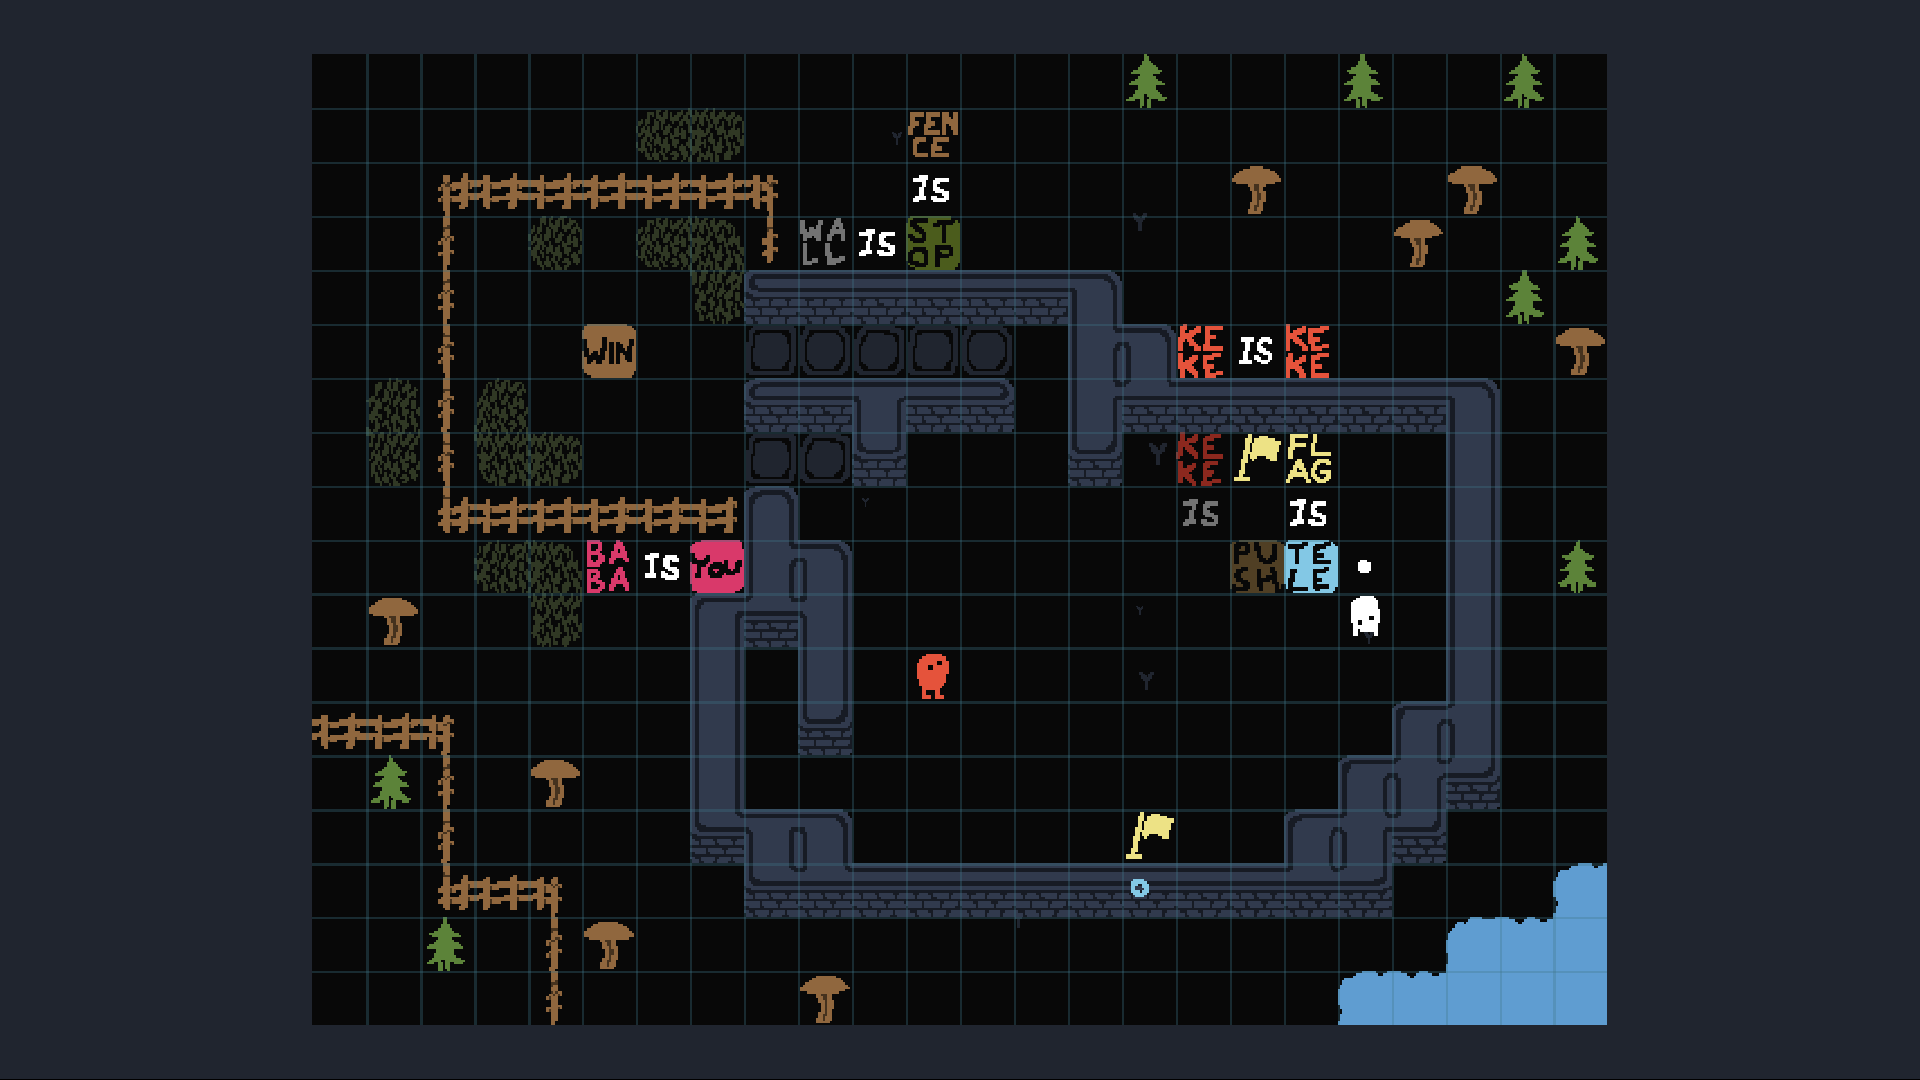 FENCE
IS
WALL IS STOP
WIN
KEKE IS KEKE
KEKE FLAG
IS IS
PUSH TELE
BABA IS YOU